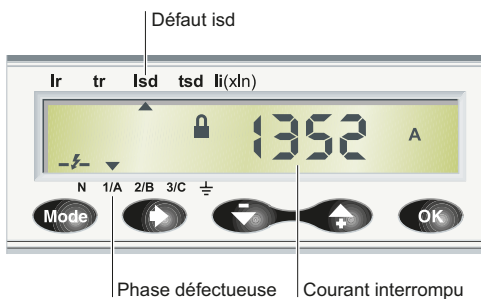 Défaut isd
Ir tr Isd tsd Ii(xIn)
1352 A
N 1/A 2/B 3/C
Mode OK
Phase défectueuse Courant interrompu